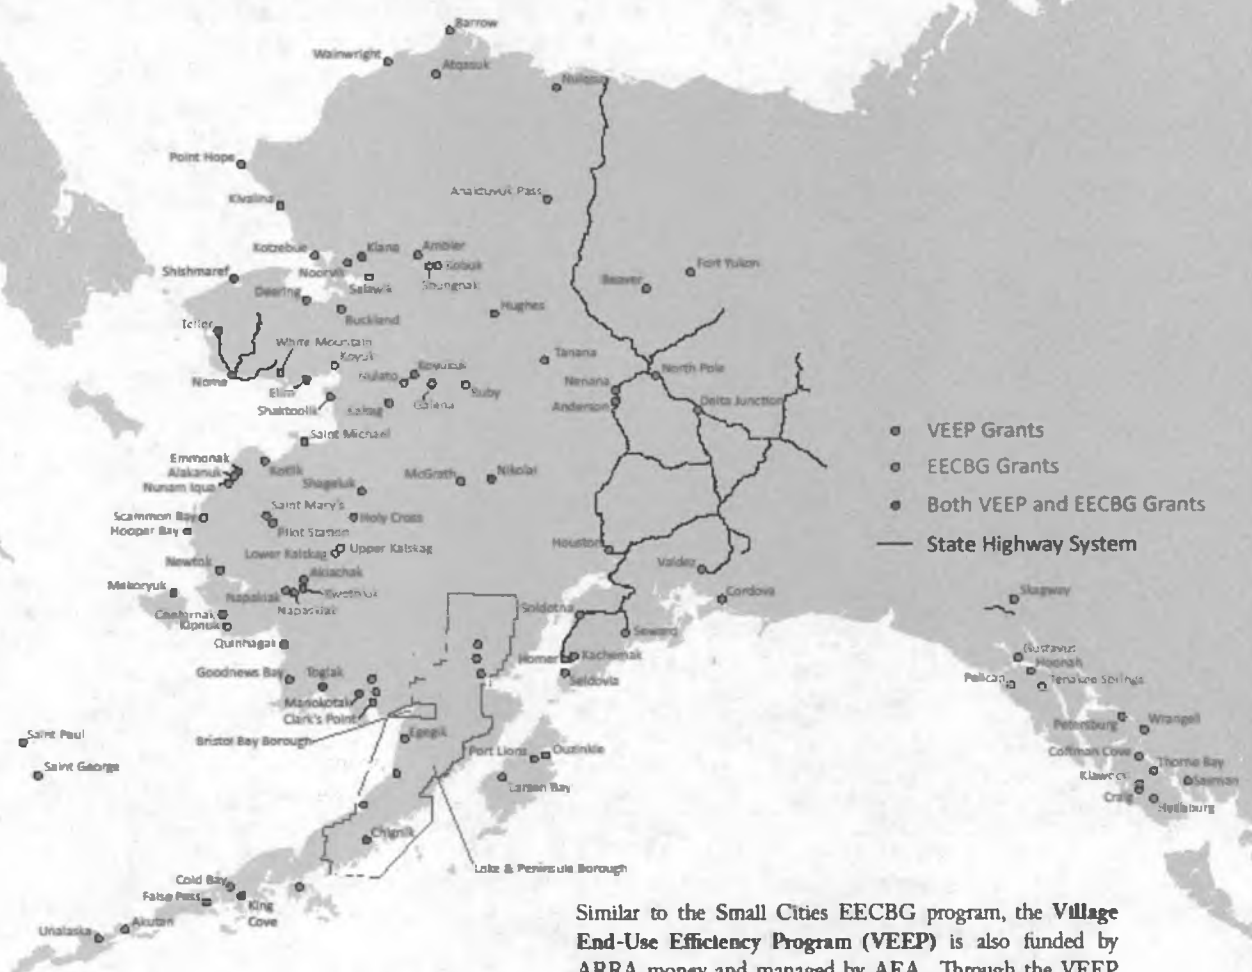 Barrow
Wainwright
Atqasuk
Nuiqsut
Point Hope
Anaktuvuk Pass
Kivalina
Kotzebue
Kiana
Ambler
Noorvik
Kobuk
Shishmaref
Selawik
Shungnak
Fort Yukon
Beaver
Deering
Buckland
Hughes
Teller
White Mountain
Koyuk
Tanana
Nome
Elim
Nulato
Koyukuk
Ruby
North Pole
Nenana
Shaktoolik
Kaltag
Galena
Anderson
Delta Junction
Saint Michael
VEEP Grants
Emmonak
Alakanuk
Kotlik
Nunam Iqua
Shageluk
McGrath
Nikolai
EECBG Grants
Saint Mary's
Both VEEP and EECBG Grants
Scammon Bay
Holy Cross
Hooper Bay
Pilot Station
State Highway System
Lower Kalskag
Upper Kalskag
Houston
Newtok
Valdez
Akiachak
Mekoryuk
Napakiak
Kwethluk
Napaskiak
Cordova
Skagway
Chefornak
Kipnuk
Soldotna
Seward
Quinhagak
Homer
Kachemak
Gustavus
Hoonah
Goodnews Bay
Togiak
Seldovia
Pelican
Tenakee Springs
Manokotak
Clark's Point
Petersburg
Wrangell
Saint Paul
Bristol Bay Borough
Egegik
Port Lions
Ouzinkie
Coffman Cove
Thorne Bay
Saint George
Larsen Bay
Klawock
Saxman
Craig
Hydaburg
Chignik
Lake & Peninsula Borough
Cold Bay
False Pass
King
Cove
Akutan
Unalaska
Similar to the Small Cities EECBG program, the Village
End-Use Efficiency Program (VEEP) is also funded by
ARRA money and managed by AEA. Through the VEEP